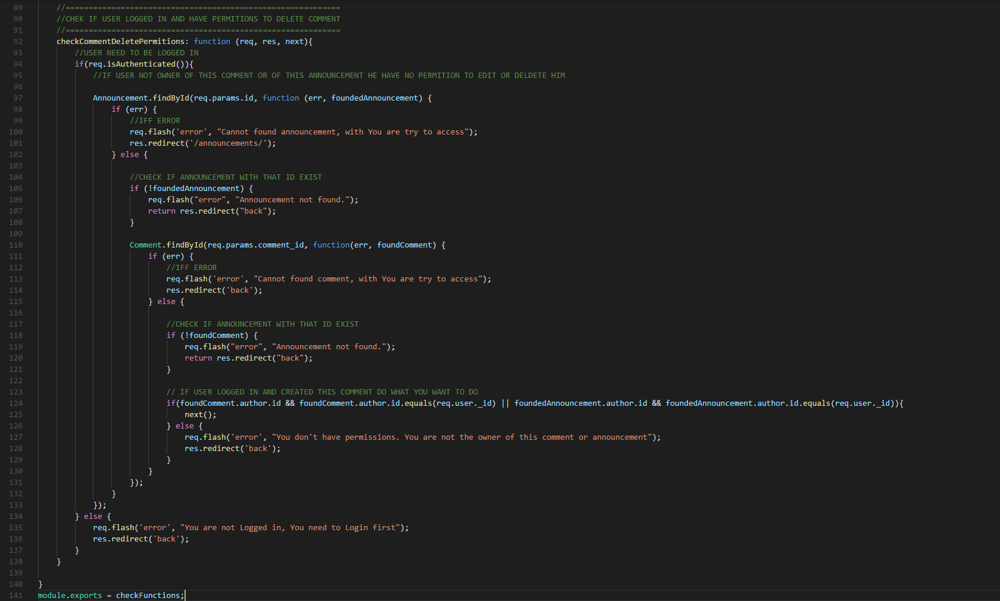 89 //============================================================
90 //CHEK IF USER LOGGED IN AND HAVE PERMITIONS TO DELETE COMMENT
91 //============================================================
92 checkCommentDeletePermitions: function (req, res, next){
93 //USER NEED TO BE LOGGED IN
94 if(req.isAuthenticated()){
95 //IF USER NOT OWNER OF THIS COMMENT OR OF THIS ANNOUNCEMENT HE HAVE NO PERMITION TO EDIT OR DELDETE HIM
96
97 Announcement.findById(req.params.id, function (err, foundedAnnouncement) {
98 if (err) {
99 //IFF ERROR
100 req.flash('error', "Cannot found announcement, with You are try to access");
101 res.redirect('/announcements/');
102 } else {
103
104 //CHECK IF ANNOUNCEMENT WITH THAT ID EXIST
105 if (!foundedAnnouncement) {
106 req.flash("error", "Announcement not found.");
107 return res.redirect("back");
108 }
109
110 Comment.findById(req.params.comment_id, function(err, foundComment) {
111 if (err) {
112 //IFF ERROR
113 req.flash('error', "Cannot found comment, with You are try to access");
114 res.redirect('back');
115 } else {
116
117 //CHECK IF ANNOUNCEMENT WITH THAT ID EXIST
118 if (!foundComment) {
119 req.flash("error", "Announcement not found.");
120 return res.redirect("back");
121 }
122
123 // IF USER LOGGED IN AND CREATED THIS COMMENT DO WHAT YOU WANT TO DO
124 if(foundComment.author.id && foundComment.author.id.equals(req.user._id) || foundedAnnouncement.author.id && foundedAnnouncement.author.id.equals(req.user._id)){
125 next();
126 } else {
127 req.flash('error', "You don't have permissions. You are not the owner of this comment or announcement");
128 res.redirect('back');
129 }
130 }
131 });
132 }
133 });
134 } else {
135 req.flash('error', "You are not Logged in, You need to Login first");
136 res.redirect('back');
137 }
138 }
139
140 }
141 module.exports = checkFunctions;